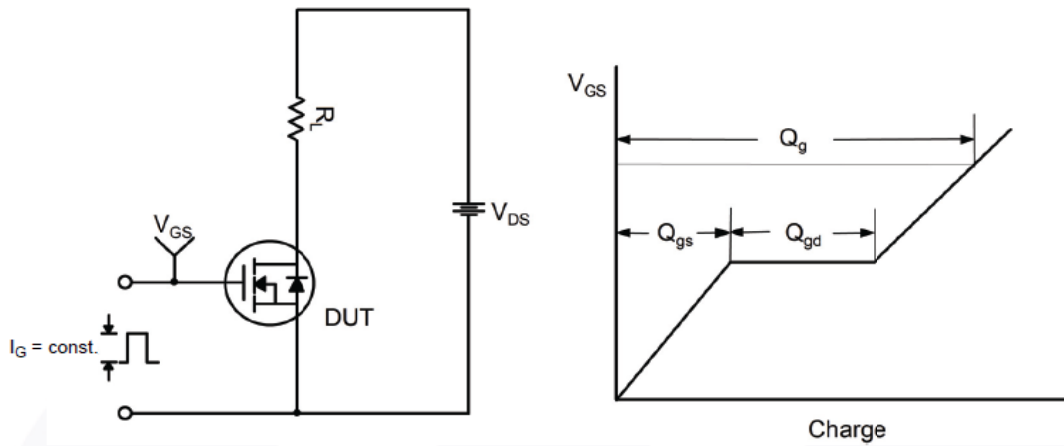 R_L
V_GS
V_DS
DUT
I_G = const.
V_GS
Q_g
Q_gs
Q_gd
Charge